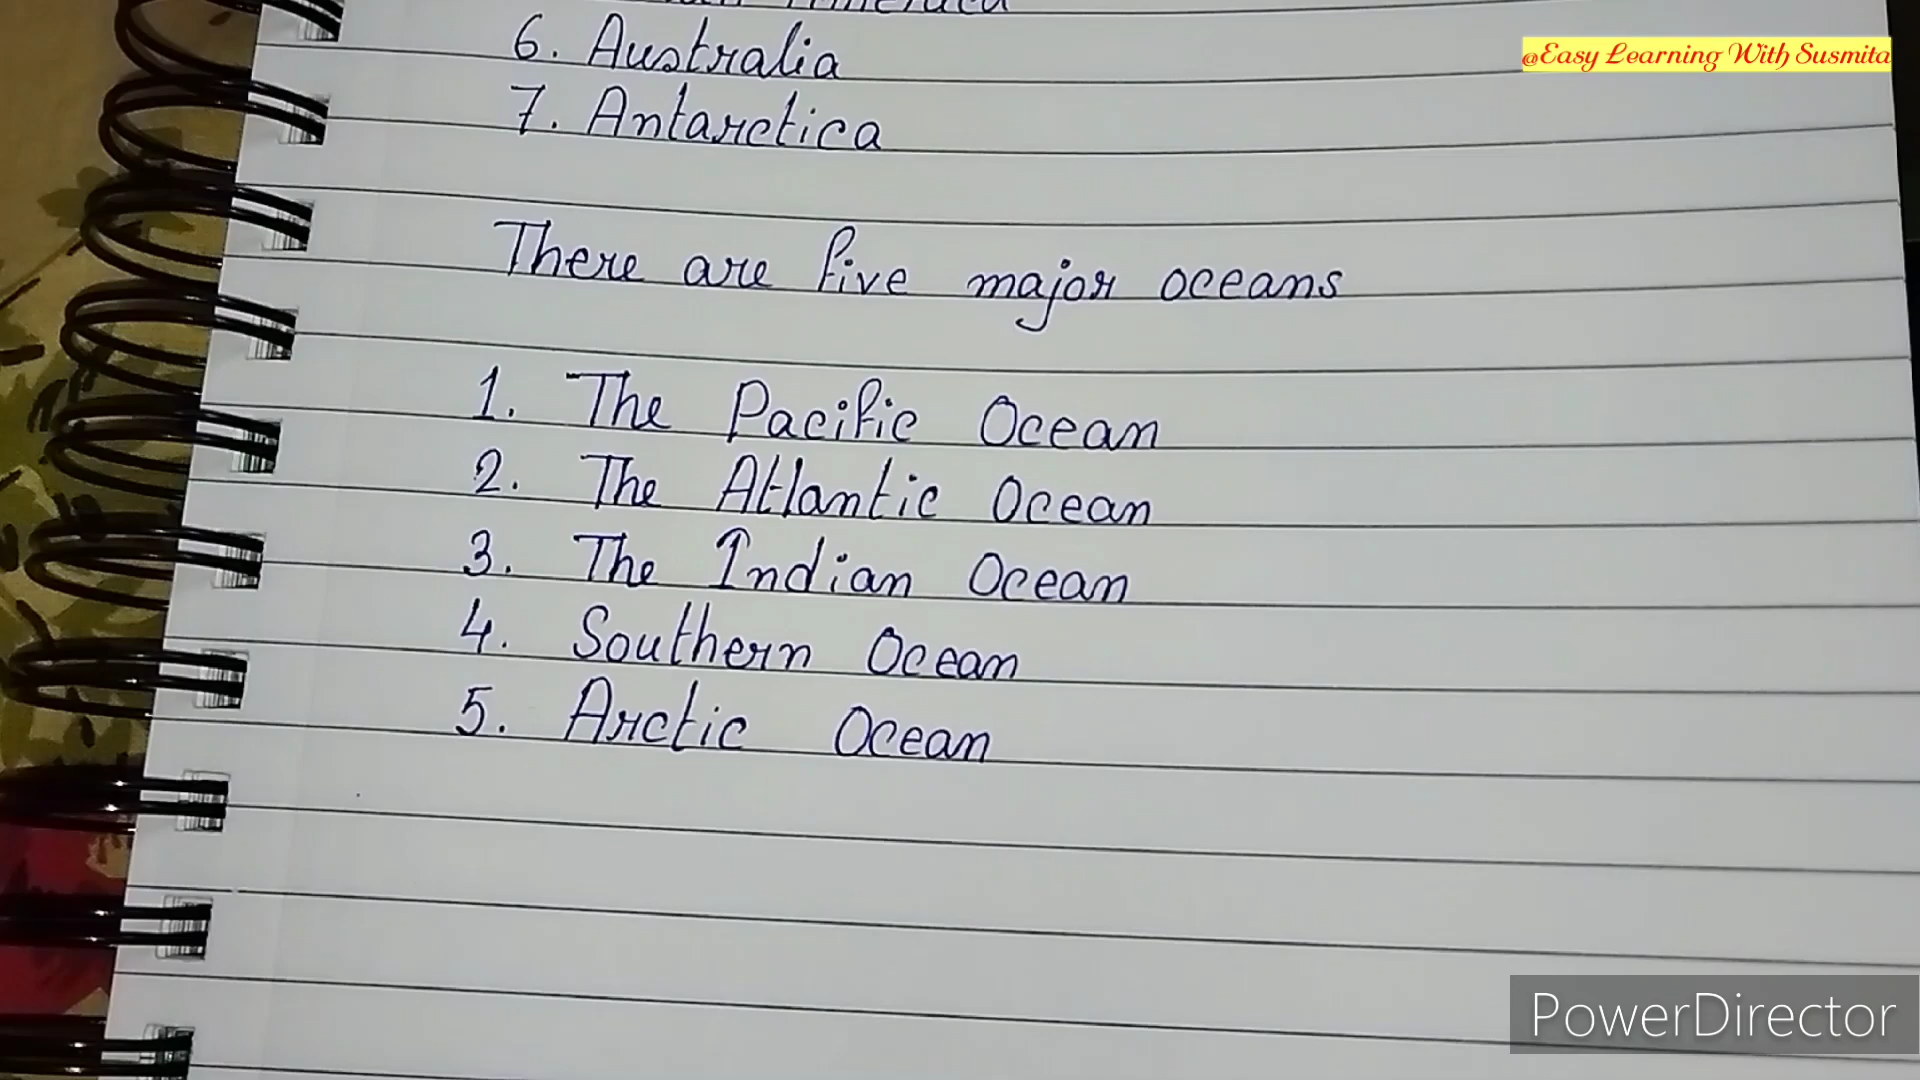 6. Australia
@Easy Learning With Susmita
7. Antarctica
There are five major oceans
1. The Pacific Ocean
2. The Atlantic Ocean
3. The Indian Ocean
4. Southern Ocean
5. Arctic Ocean
PowerDirector